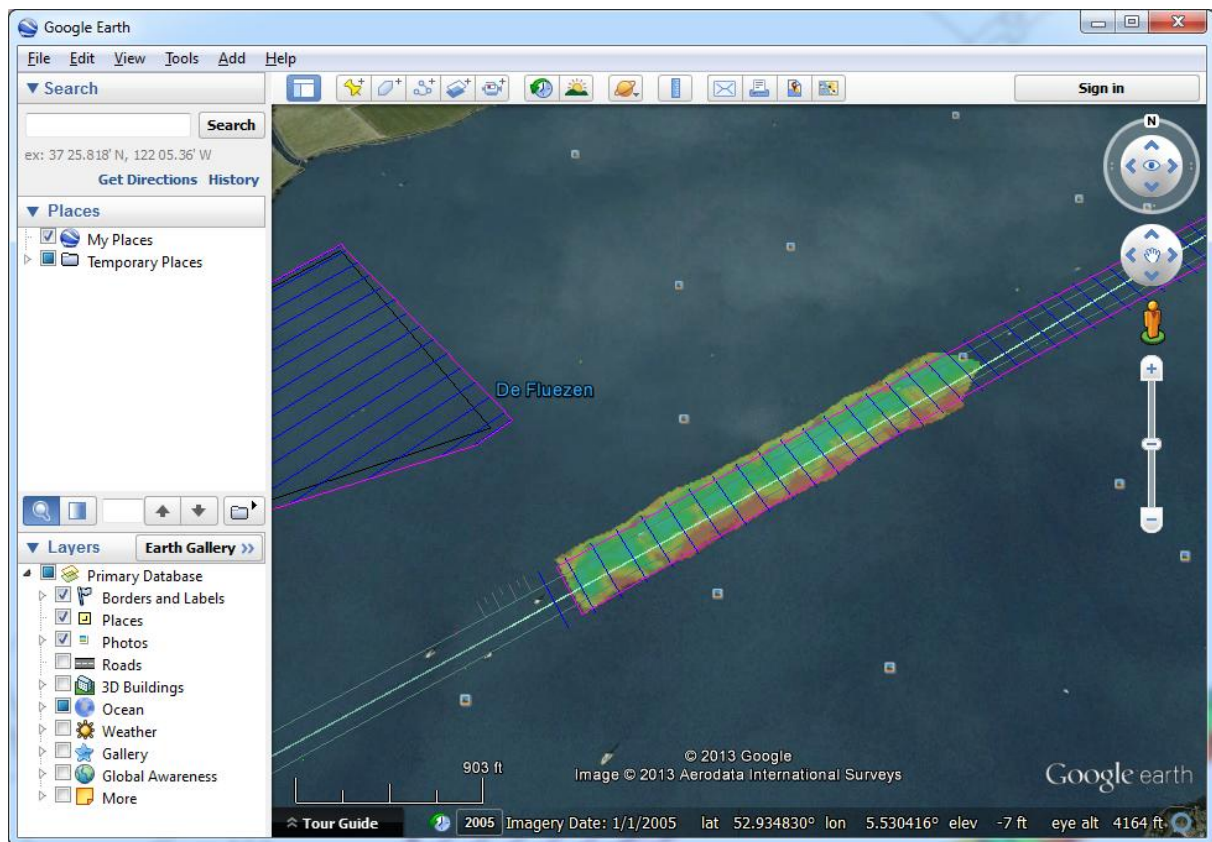 Google Earth
File Edit View Tools Add Help
Search
Sign in
N
Search
ex: 37 25.818' N, 122 05.36' W
Get Directions History
Places
My Places
Temporary Places
De Fluezen
Layers
Earth Gallery >>
Primary Database
Borders and Labels
Places
Photos
Roads
3D Buildings
Ocean
Weather
Gallery
Global Awareness
More
903 ft
© 2013 Google
Image © 2013 Aerodata International Surveys
Google earth
Tour Guide
2005 Imagery Date: 1/1/2005 lat 52.934830° lon 5.530416° elev -7 ft eye alt 4164 ft